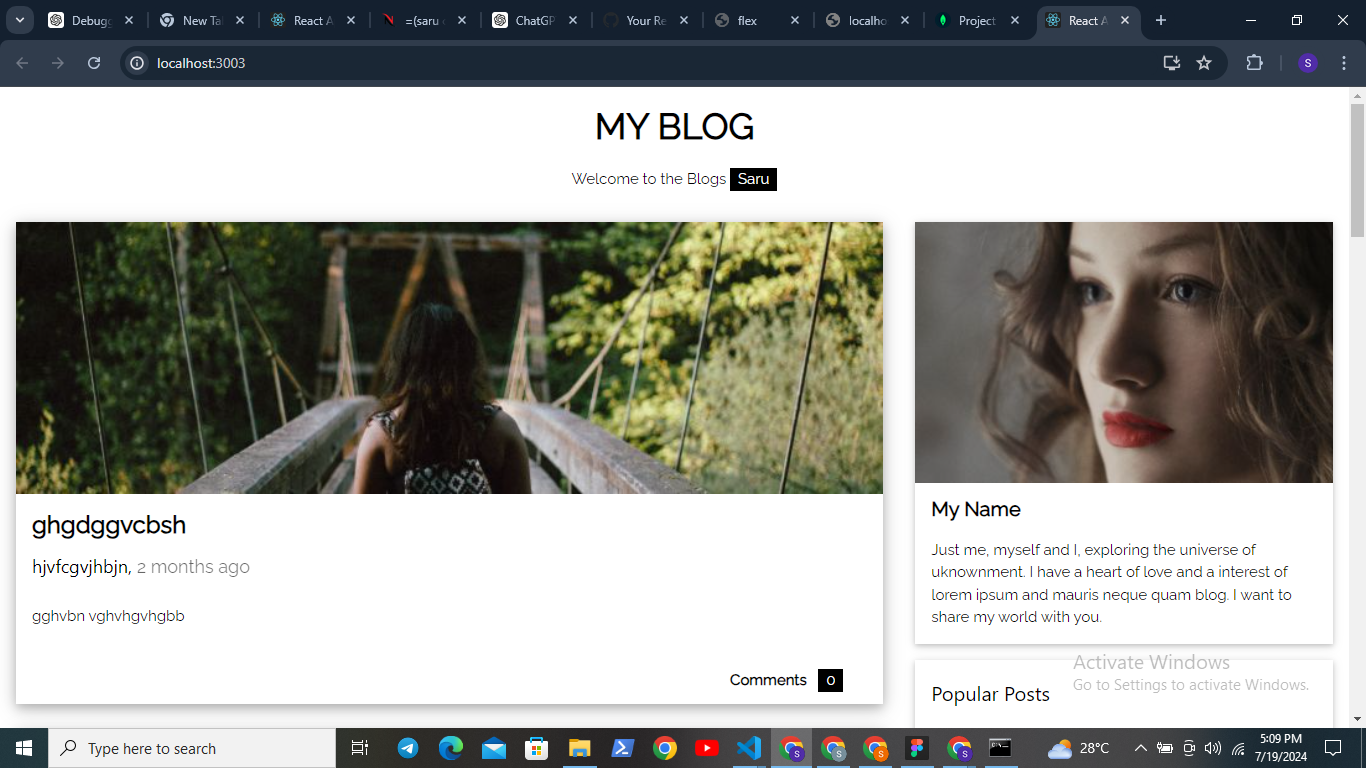 Debugg
New Tal
React A
=(saru
ChatGP
Your Re
flex
localho
Project
React A
localhost:3003
S
MY BLOG
Welcome to the Blogs Saru
ghgdggvcbsh
hjvfcgvjhbjn, 2 months ago
gghvbn vghvhgvhgbb
Comments 0
My Name
Just me, myself and I, exploring the universe of
uknownment. I have a heart of love and a interest of
lorem ipsum and mauris neque quam blog. I want to
share my world with you.
Popular Posts
Activate Windows
Go to Settings to activate Windows.
Type here to search
28°C
5:09 PM
7/19/2024